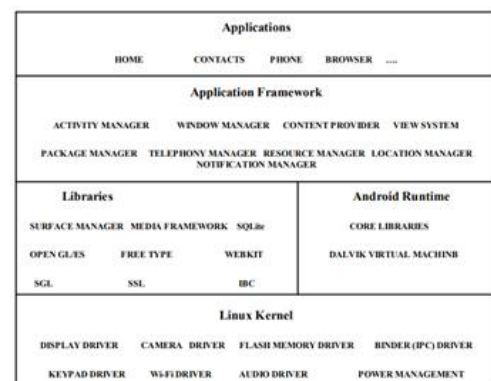 Applications
HOME CONTACTS PHONE BROWSER ....
Application Framework
ACTIVITY MANAGER WINDOW MANAGER CONTENT PROVIDER VIEW SYSTEM
PACKAGE MANAGER TELEPHONY MANAGER RESOURCE MANAGER LOCATION MANAGER
NOTIFICATION MANAGER
Libraries
SURFACE MANAGER MEDIA FRAMEWORK SQLite
OPEN GL/ES FREE TYPE WEBKIT
SGL SSL IBC
Android Runtime
CORE LIBRARIES
DALVIK VIRTUAL MACHINB
Linux Kernel
DISPLAY DRIVER CAMERA DRIVER FLASH MEMORY DRIVER BINDER (IPC) DRIVER
KEYPAD DRIVER Wi-Fi DRIVER AUDIO DRIVER POWER MANAGEMENT